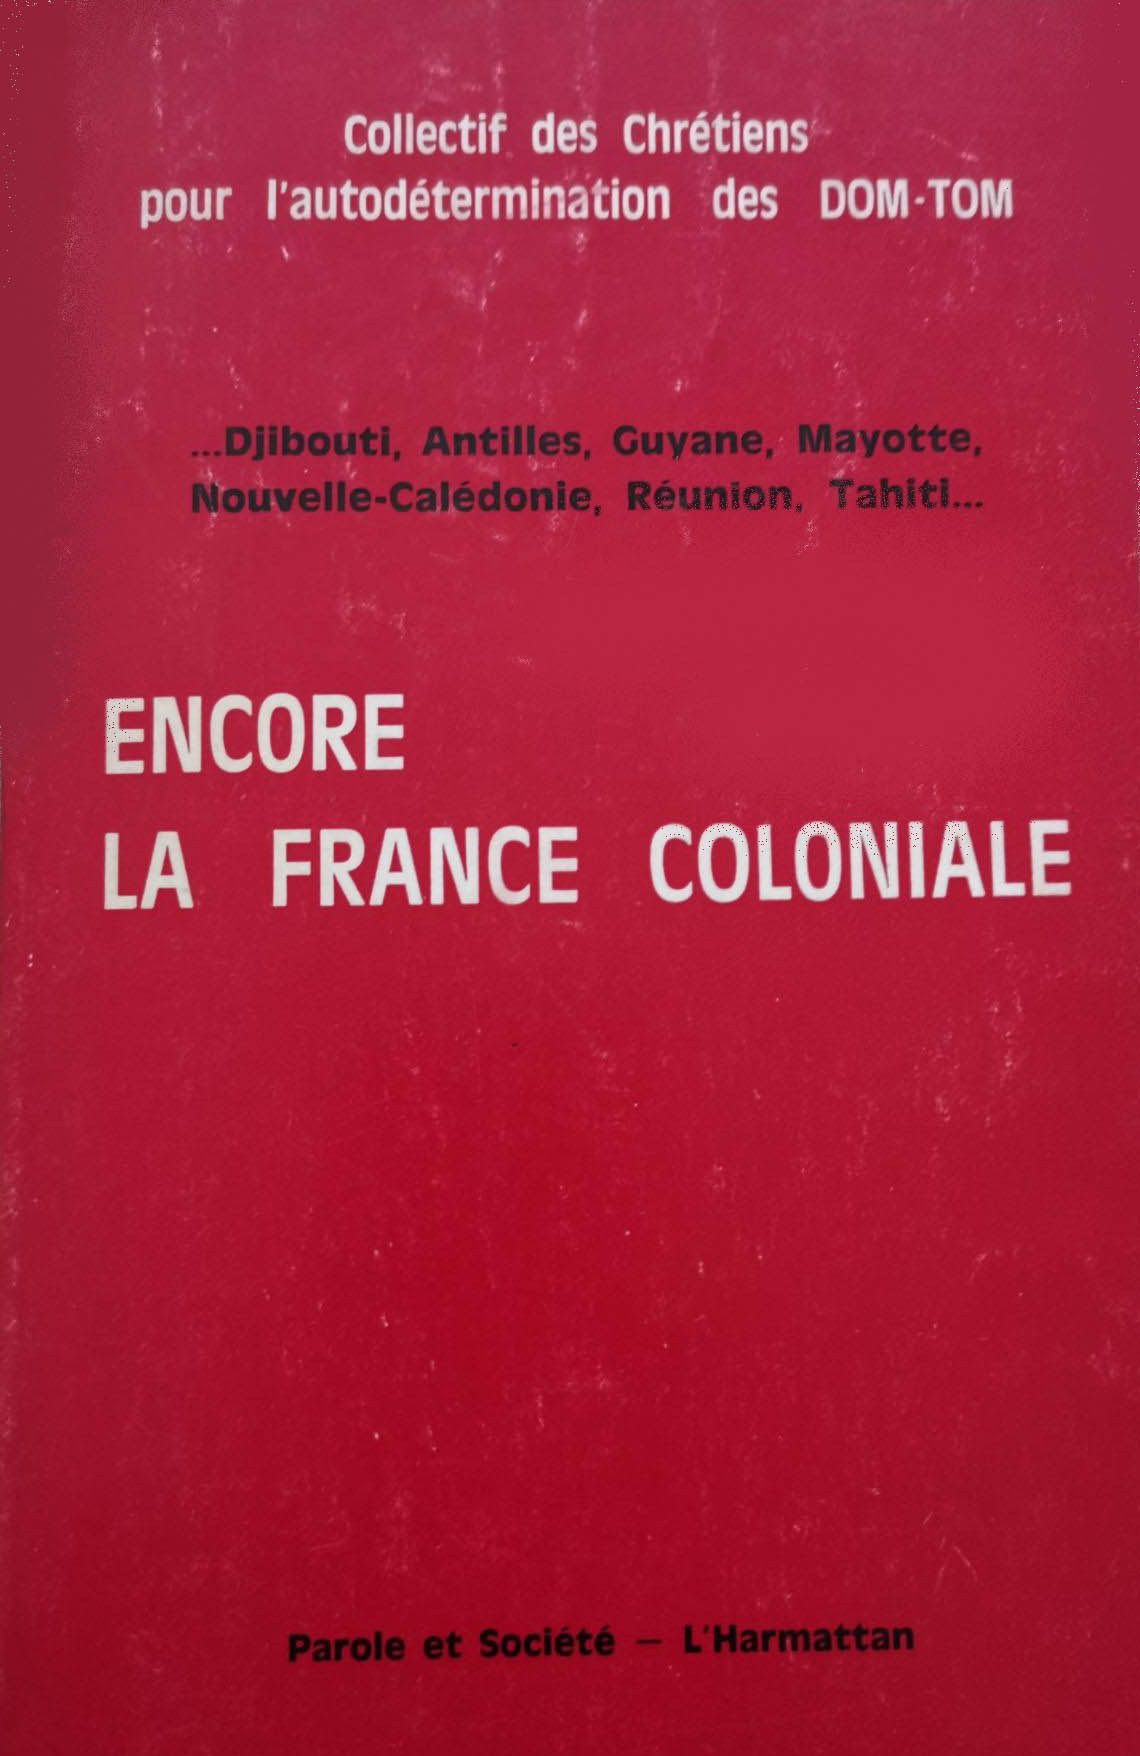 Collectif des Chrétiens
pour l'autodétermination des DOM-TOM
...Djibouti, Antilles, Guyane, Mayotte,
Nouvelle-Calédonie, Réunion, Tahiti...
ENCORE
LA FRANCE COLONIALE
Parole et Société — L'Harmattan